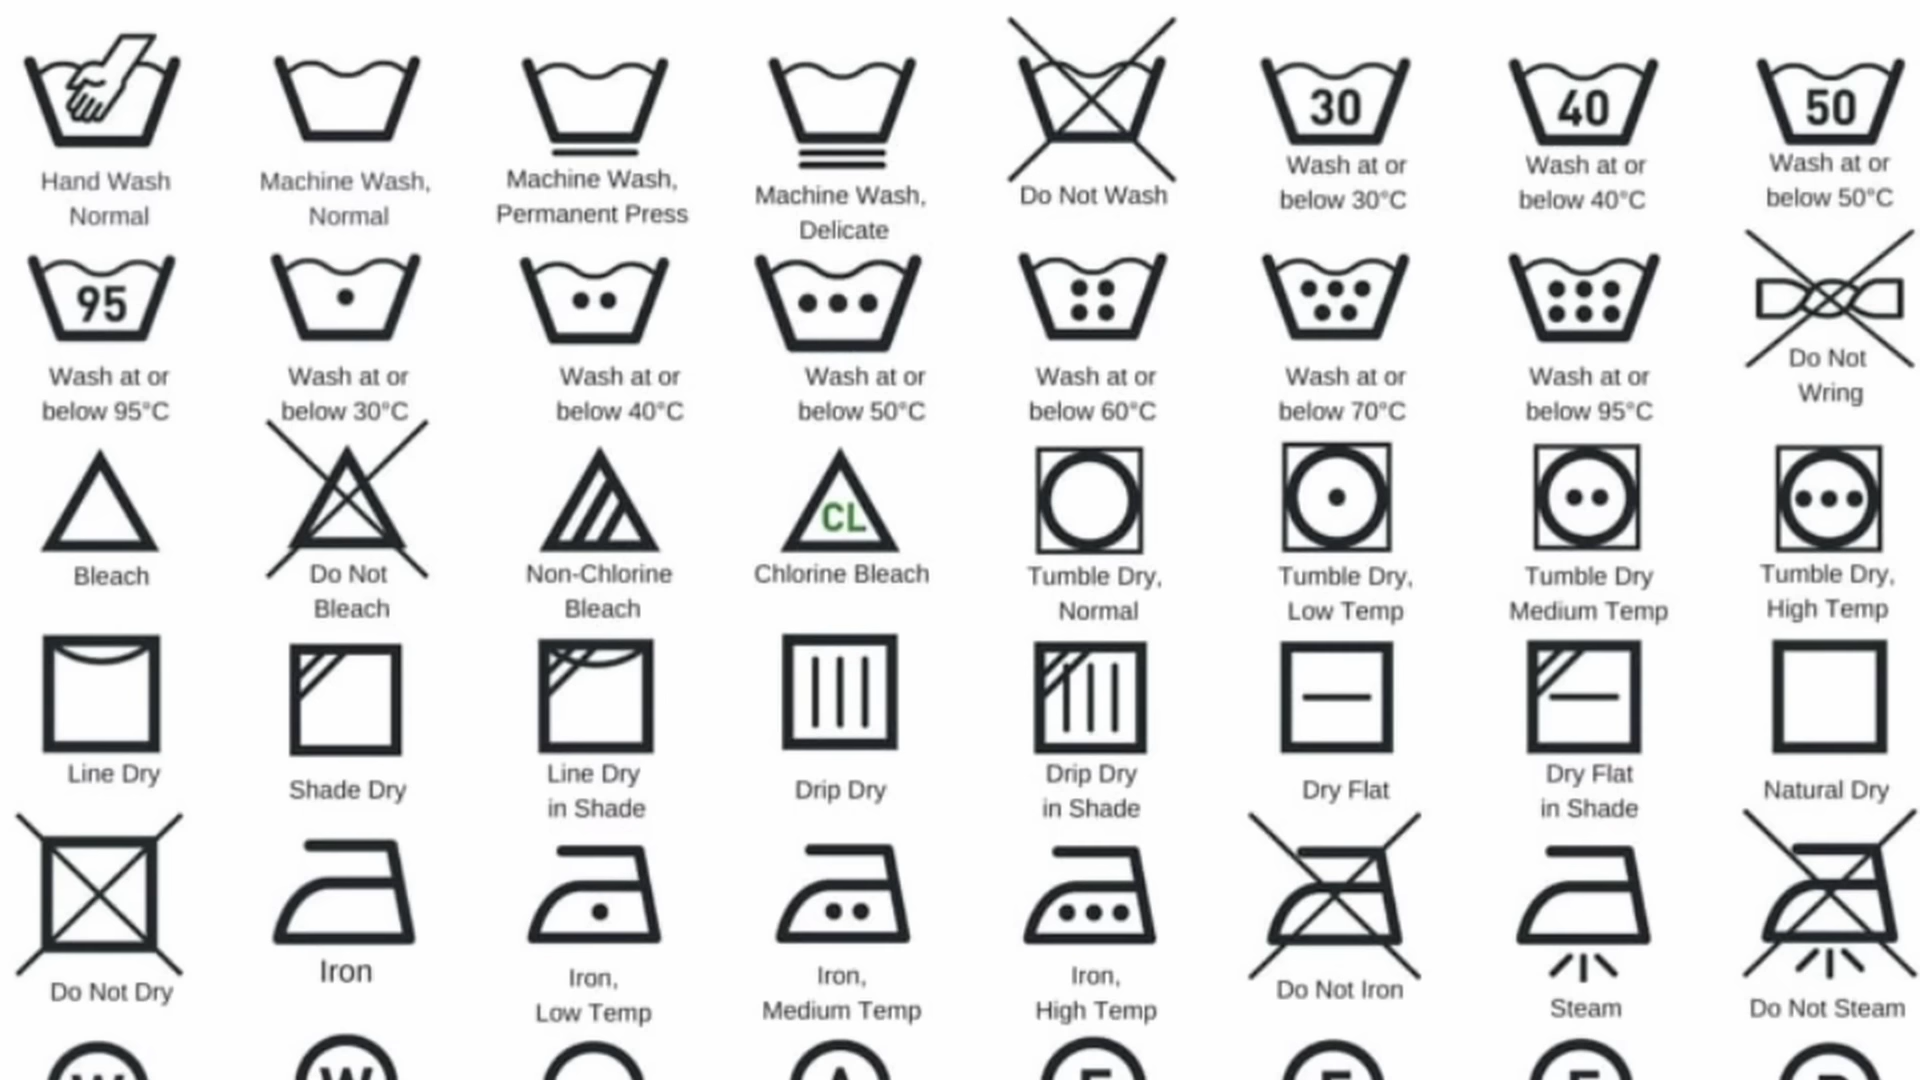 30
40
50
Hand Wash
Normal
Machine Wash,
Normal
Machine Wash,
Permanent Press
Machine Wash,
Delicate
Do Not Wash
Wash at or
below 30°C
Wash at or
below 40°C
Wash at or
below 50°C
95
Wash at or
below 95°C
Wash at or
below 30°C
Wash at or
below 40°C
Wash at or
below 50°C
Wash at or
below 60°C
Wash at or
below 70°C
Wash at or
below 95°C
Do Not
Wring
CL
Bleach
Do Not
Bleach
Non-Chlorine
Bleach
Chlorine Bleach
Tumble Dry,
Normal
Tumble Dry,
Low Temp
Tumble Dry
Medium Temp
Tumble Dry,
High Temp
Line Dry
Shade Dry
Line Dry
in Shade
Drip Dry
Drip Dry
in Shade
Dry Flat
Dry Flat
in Shade
Natural Dry
Do Not Dry
Iron
Iron,
Low Temp
Iron,
Medium Temp
Iron,
High Temp
Do Not Iron
Steam
Do Not Steam